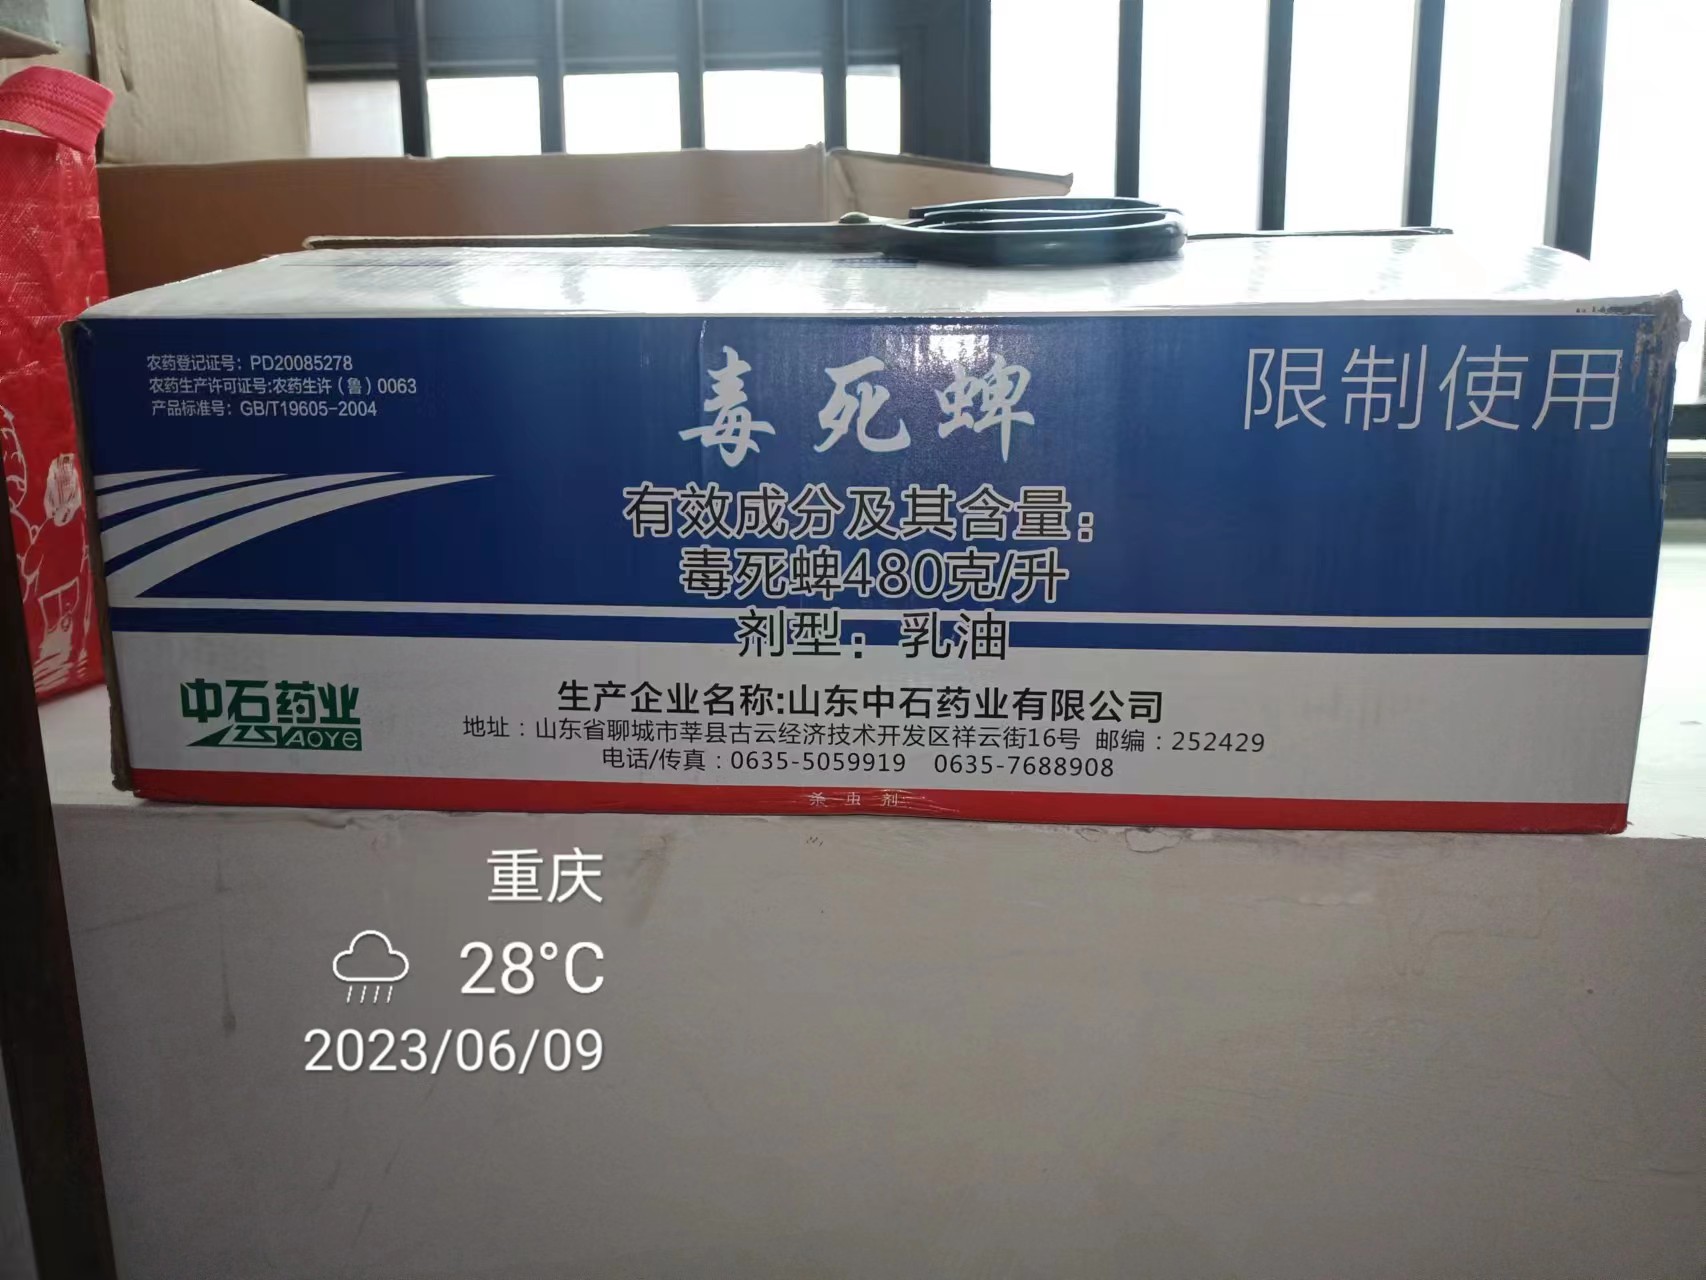 农药登记证号：PD20085278
农药生产许可证号:农药生许（鲁）0063
产品标准号：GB/T19605-2004
毒死蜱
限制使用
有效成分及其含量：
毒死蜱480克/升
剂型：乳油
中石药业
YAOYE
生产企业名称:山东中石药业有限公司
地址：山东省聊城市莘县古云经济技术开发区祥云街16号 邮编：252429
电话/传真：0635-5059919 0635-7688908
杀虫剂
重庆
28°C
2023/06/09